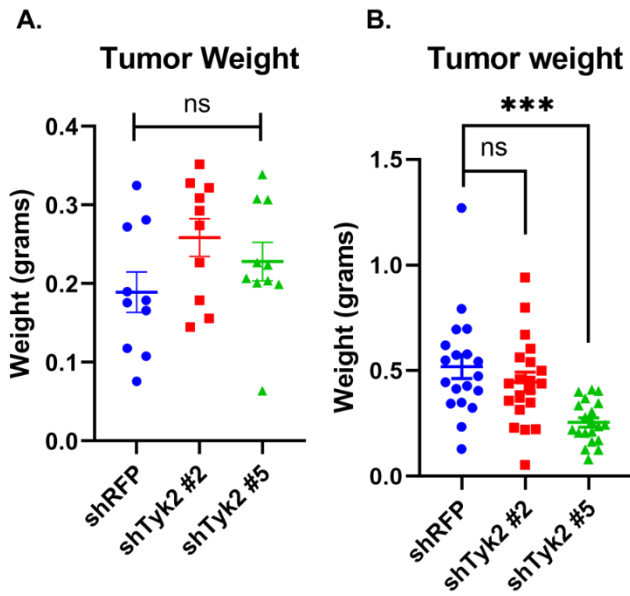 A.
Tumor Weight
ns
Weight (grams)
0.4
0.3
0.2
0.1
0.0
shRFP
shTyk2 #2
shTyk2 #5
B.
Tumor weight
***
ns
Weight (grams)
1.5
1.0
0.5
0.0
shRFP
shTyk2 #2
shTyk2 #5